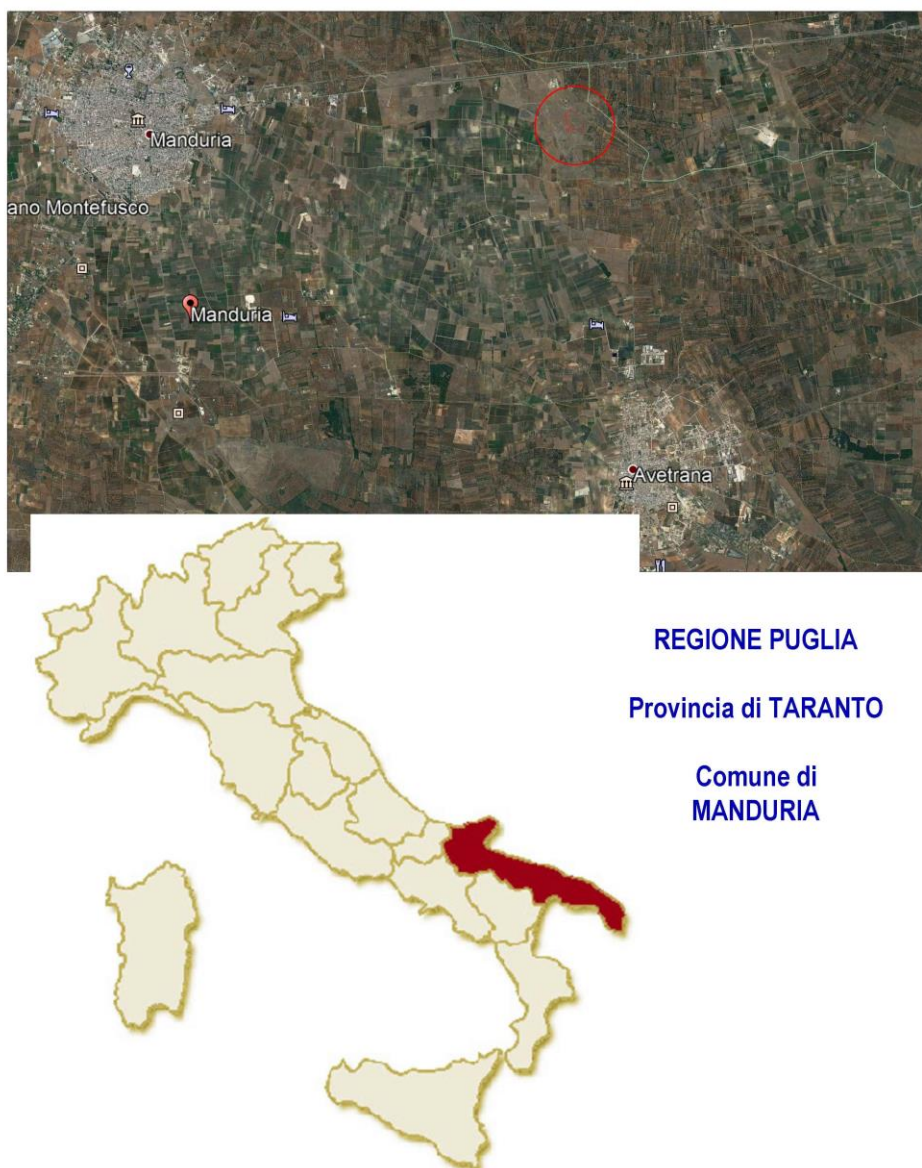 Manduria
ano Montefusco
Manduria
Avetrana
REGIONE PUGLIA
Provincia di TARANTO
Comune di
MANDURIA